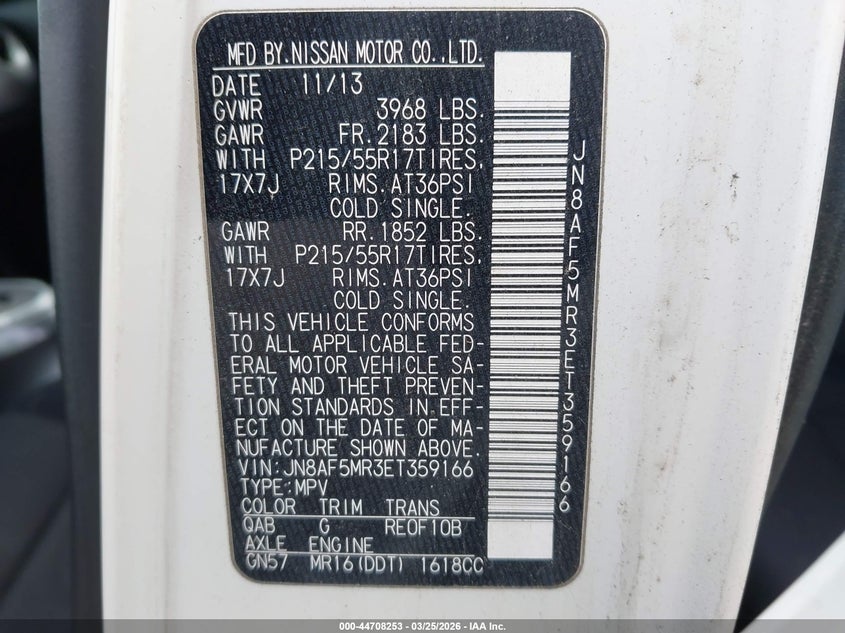 MFD BY.NISSAN MOTOR CO.,LTD.
DATE 11/13
GVWR 3968 LBS.
GAWR FR.2183 LBS.
WITH P215/55R17TIRES,
17X7J RIMS.AT36PSI
COLD SINGLE.
GAWR RR.1852 LBS.
WITH P215/55R17TIRES,
17X7J RIMS.AT36PSI
COLD SINGLE.
THIS VEHICLE CONFORMS
TO ALL APPLICABLE FED-
ERAL MOTOR VEHICLE SA-
FETY AND THEFT PREVEN-
TION STANDARDS IN EFF-
ECT ON THE DATE OF MA-
NUFACTURE SHOWN ABOVE.
VIN:JN8AF5MR3ET359166
TYPE:MPV
COLOR TRIM TRANS
QAB G RE0F10B
AXLE ENGINE
GN57 MR16(DDT) 1618CC
JN8AF5MR3ET359166
000-44708253 - 03/25/2026 - IAA Inc.